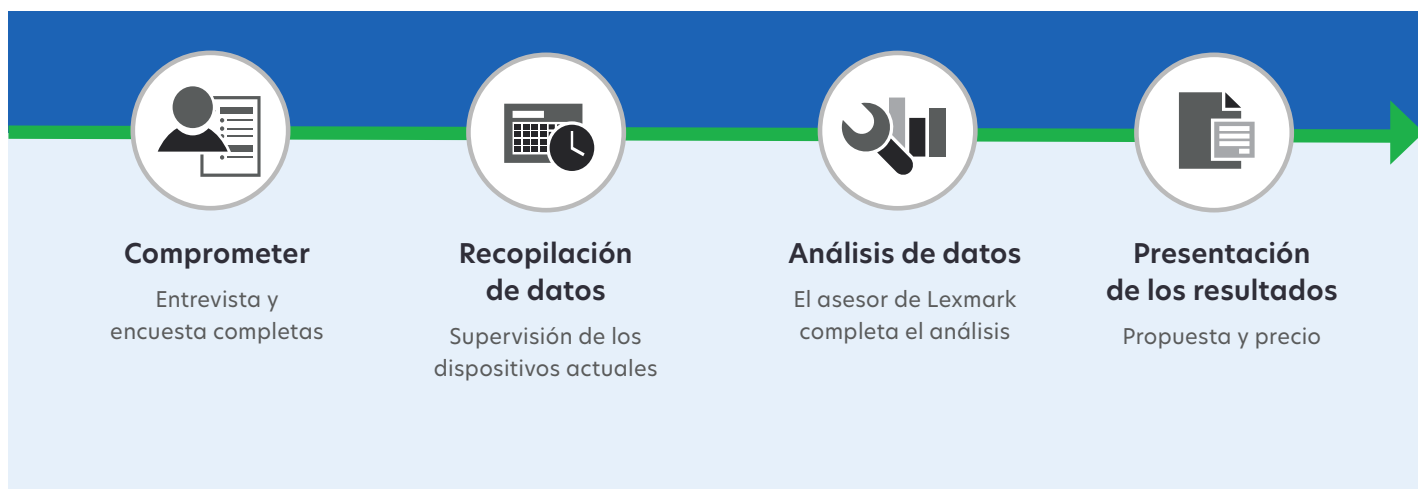 Comprometer
Entrevista y
encuesta completas
Recopilación
de datos
Supervisión de los
dispositivos actuales
Análisis de datos
El asesor de Lexmark
completa el análisis
Presentación
de los resultados
Propuesta y precio